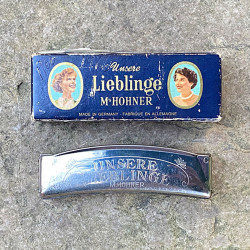 Unsere
Lieblinge
M. HOHNER
MADE IN GERMANY - FABRIQUÉ EN ALLEMAGNE
UNSERE
LIEBLINGE
M. HOHNER